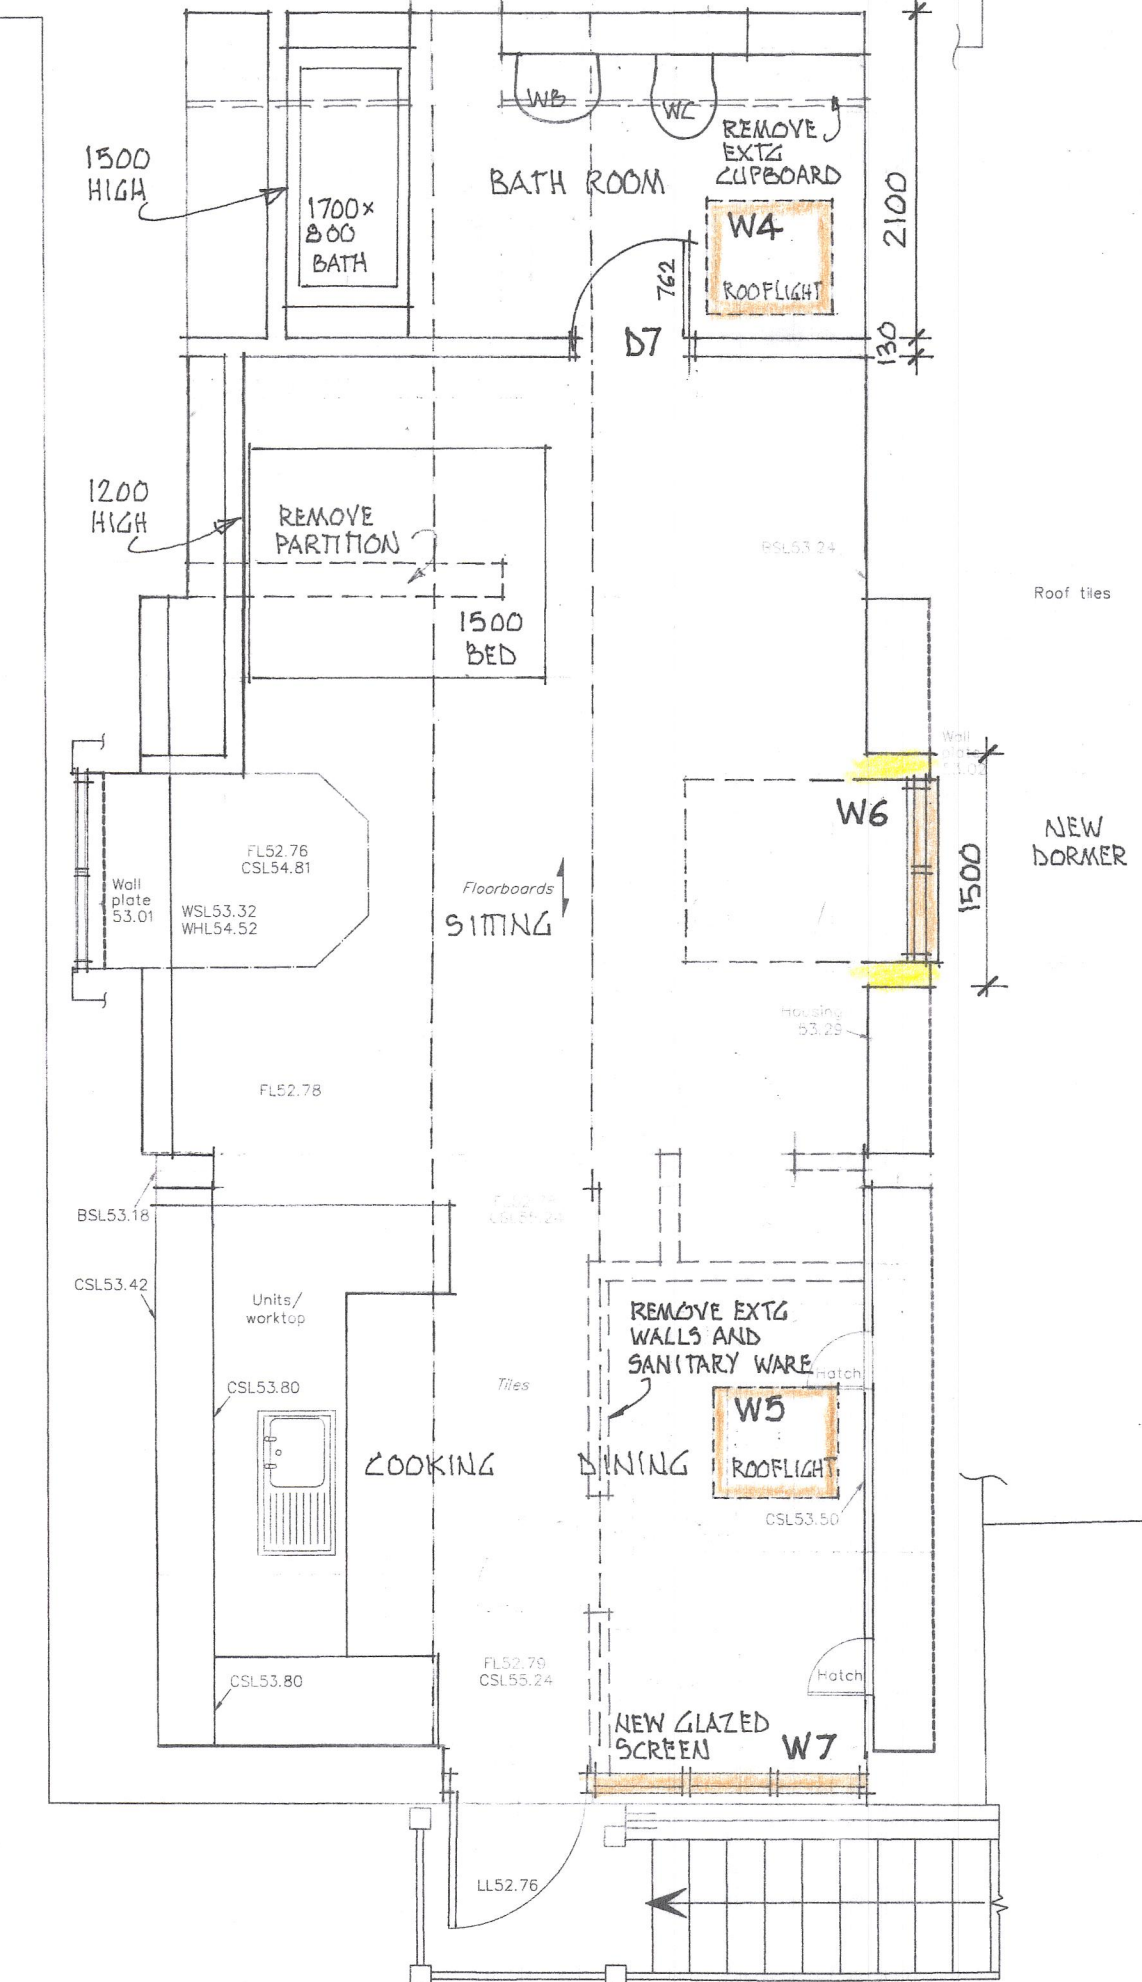 WB
WC
REMOVE
EXTG
CUPBOARD
1500
HIGH
BATH ROOM
2100
1700 x
800
BATH
W4
ROOFLIGHT
762
D7
130
1200
HIGH
REMOVE
PARTITION
BSL53.24
Roof tiles
1500
BED
Wall
plate
53.02
W6
NEW
DORMER
1500
FL52.76
CSL54.81
Wall
plate
53.01
WSL53.32
WHL54.52
Floorboards
SITTING
Housing
53.29
FL52.78
BSL53.18
CSL55.24
CSL53.42
Units/
worktop
REMOVE EXTG
WALLS AND
SANITARY WARE
Hatch
CSL53.80
Tiles
W5
ROOFLIGHT
COOKING
DINING
CSL53.50
FL52.79
CSL55.24
Hatch
CSL53.80
NEW GLAZED
SCREEN
W7
LL52.76